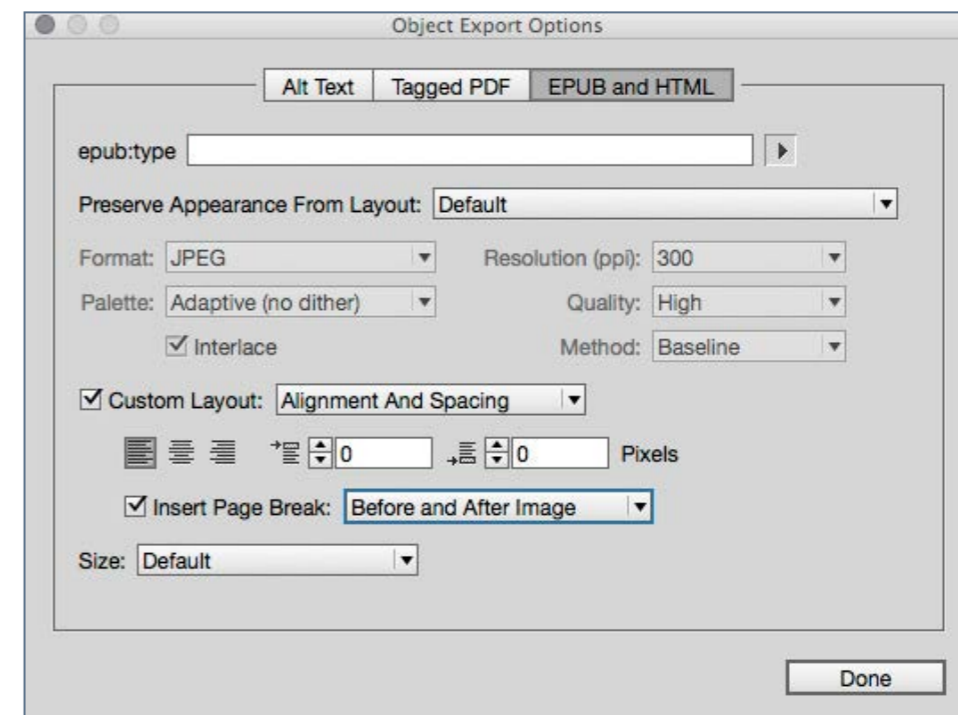 Object Export Options
Alt Text Tagged PDF EPUB and HTML
epub:type
Preserve Appearance From Layout: Default
Format: JPEG Resolution (ppi): 300
Palette: Adaptive (no dither) Quality: High
Interlace Method: Baseline
Custom Layout: Alignment And Spacing
0 0 Pixels
Insert Page Break: Before and After Image
Size: Default
Done